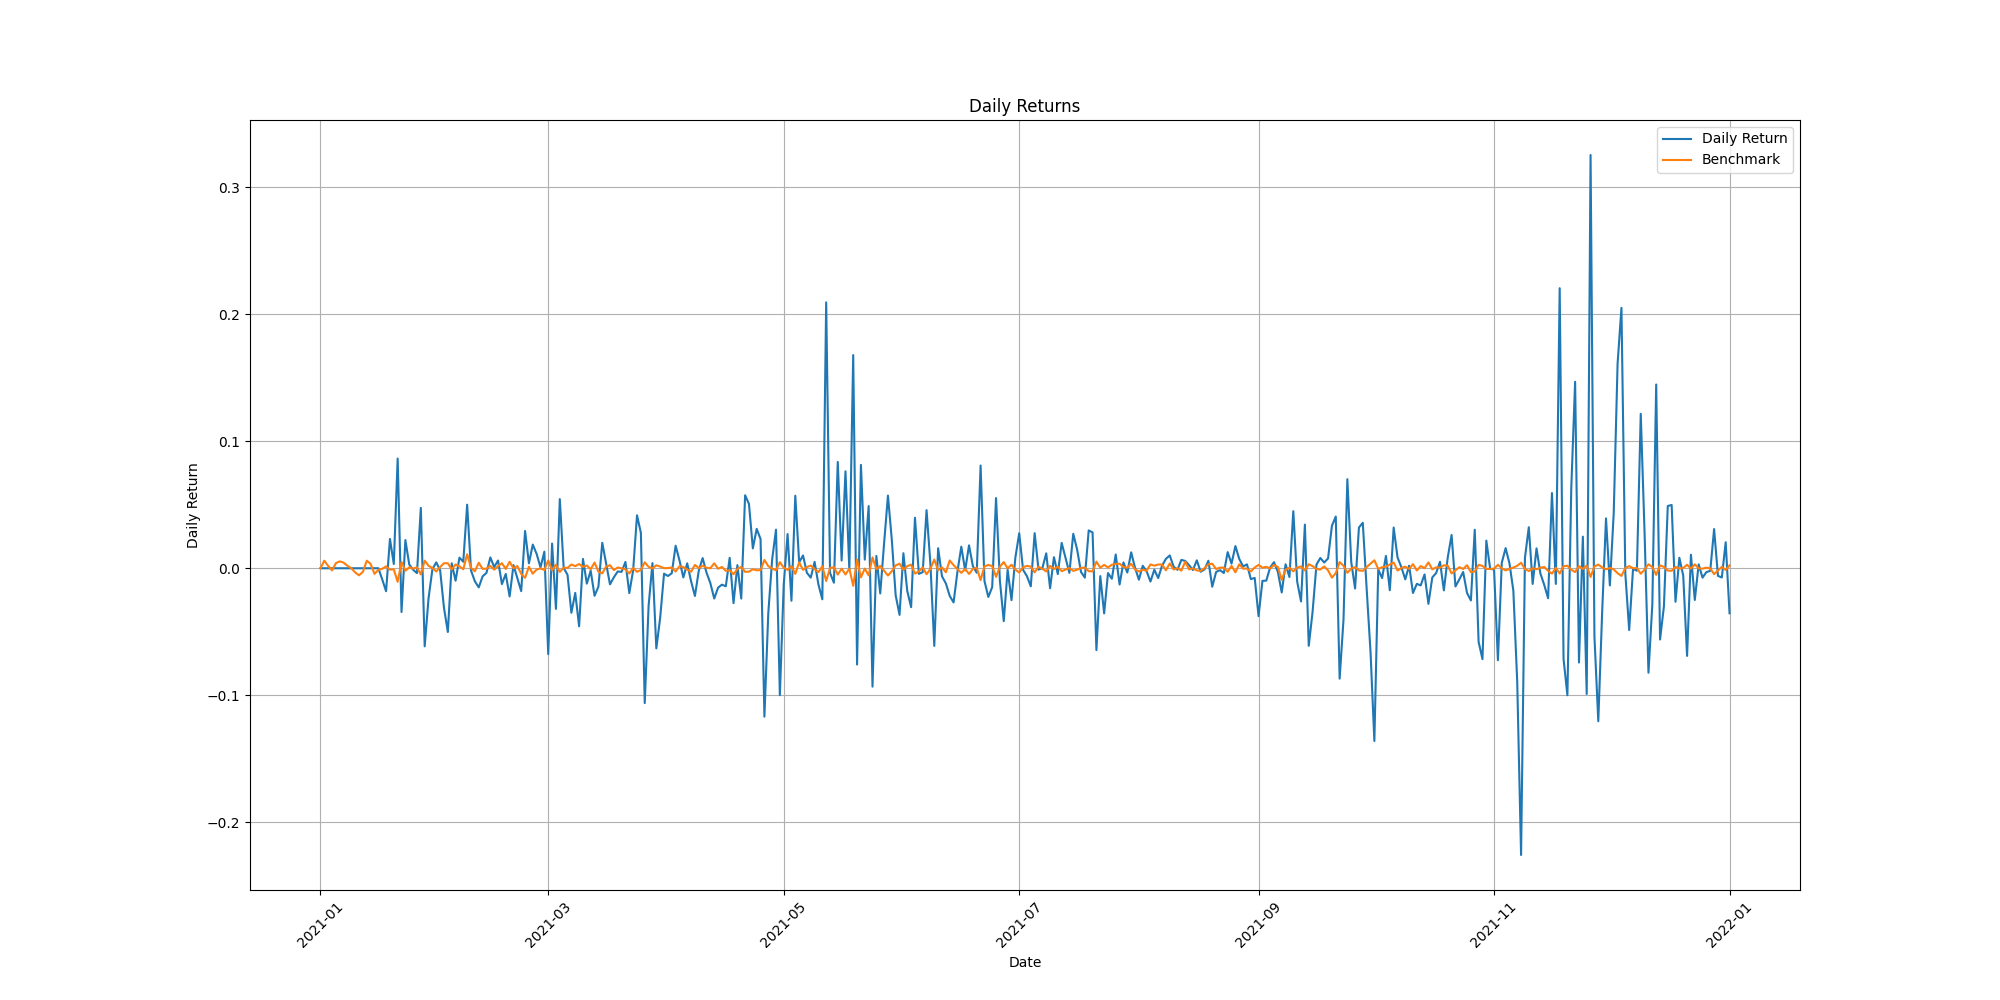 Daily Returns
Daily Return
Benchmark
0.3
0.2
0.1
0.0
−0.1
−0.2
Daily Return
2021-01
2021-03
2021-05
2021-07
2021-09
2021-11
2022-01
Date